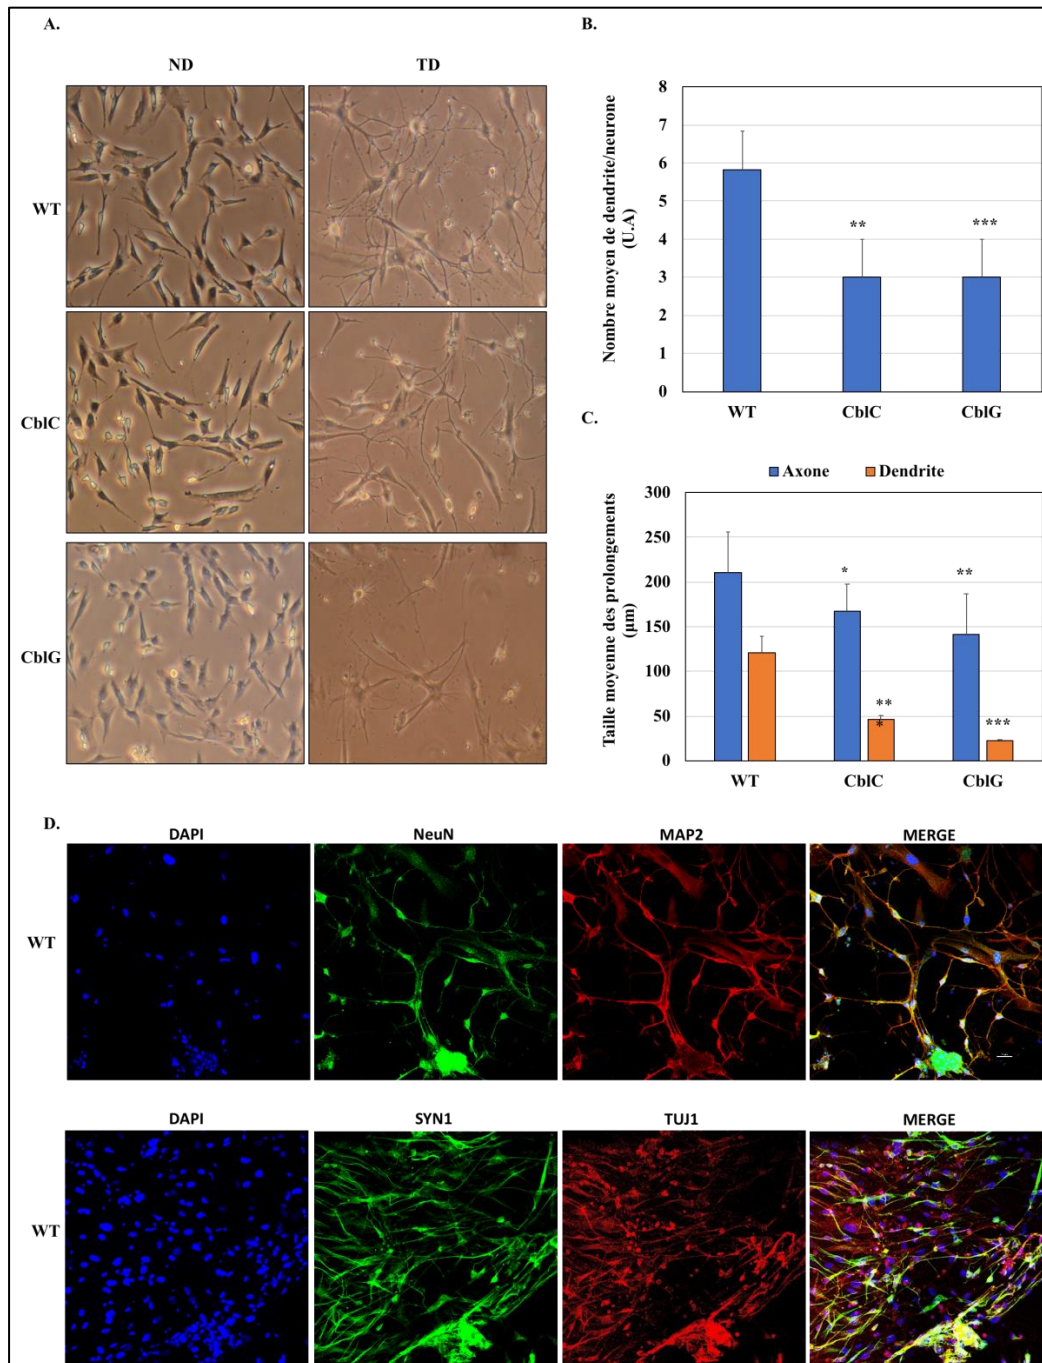 A.
ND TD
WT
CblC
CblG
B.
Nombre moyen de dendrite/neurone
(U.A)
8
7
6
5
4
3
2
1
0
**
***
WT CblC CblG
C.
Axone Dendrite
Taille moyenne des prolongements
(µm)
300
250
200
150
100
50
0
*
**
**
*
***
WT CblC CblG
D.
DAPI NeuN MAP2 MERGE
WT
DAPI SYN1 TUJ1 MERGE
WT